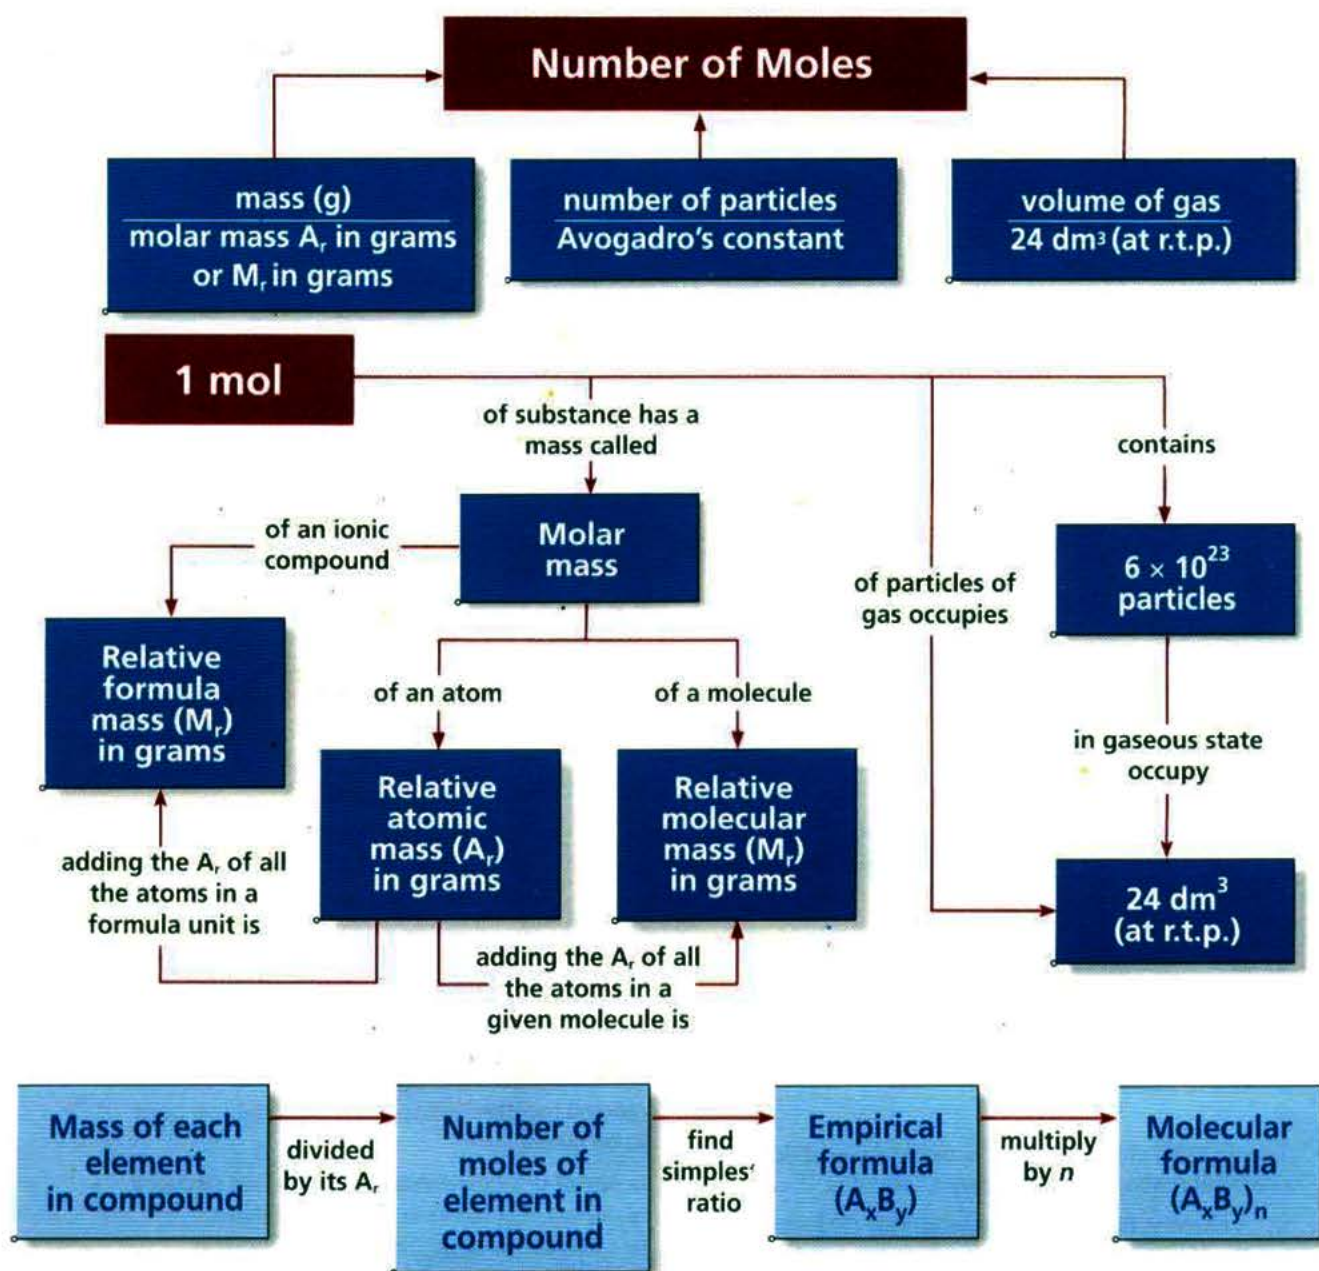 Number of Moles
mass (g)
molar mass Aᵣ in grams
or Mᵣ in grams
number of particles
Avogadro's constant
volume of gas
24 dm³ (at r.t.p.)
1 mol
of substance has a
mass called
contains
Molar
mass
of an ionic
compound
6 × 10²³
particles
of particles of
gas occupies
Relative
formula
mass (Mᵣ)
in grams
of an atom
of a molecule
in gaseous state
occupy
Relative
atomic
mass (Aᵣ)
in grams
Relative
molecular
mass (Mᵣ)
in grams
adding the Aᵣ of all
the atoms in a
formula unit is
24 dm³
(at r.t.p.)
adding the Aᵣ of all
the atoms in a
given molecule is
Mass of each
element
in compound
divided
by its Aᵣ
Number of
moles of
element in
compound
find
simples'
ratio
Empirical
formula
(AₓBᵧ)
multiply
by n
Molecular
formula
(AₓBᵧ)ₙ